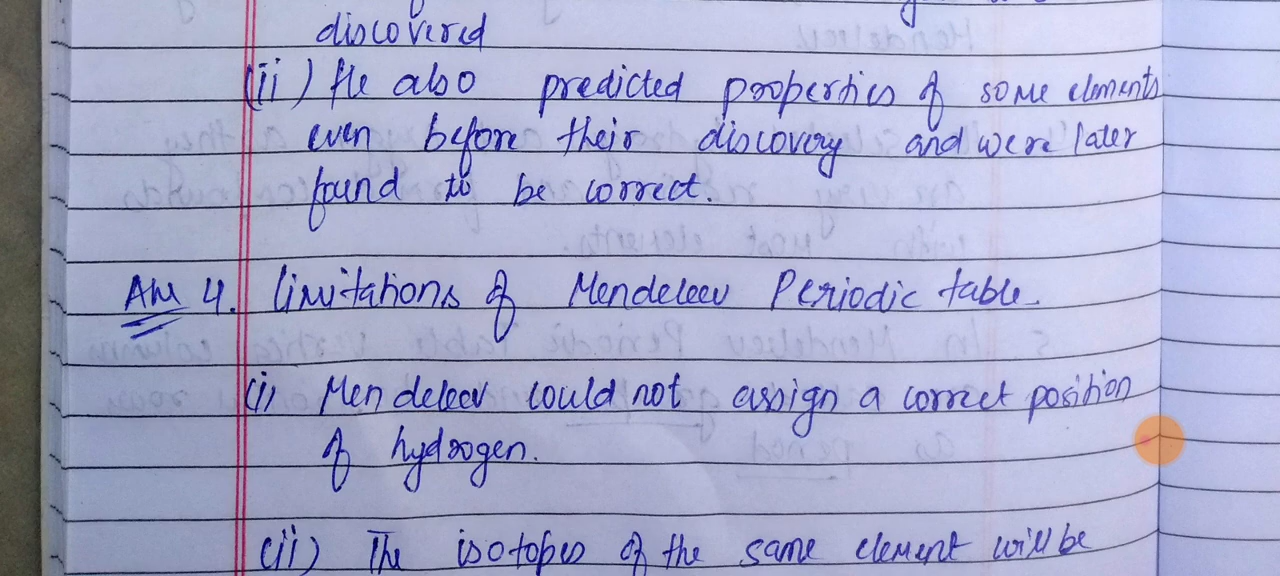 discovered
(ii) He also predicted properties of some elements
even before their discovery and were later
found to be correct.
Ans 4. limitations of Mendeleev Periodic table.
(i) Mendeleev could not assign a correct position
of hydrogen.
(ii) The isotopes of the same element will be